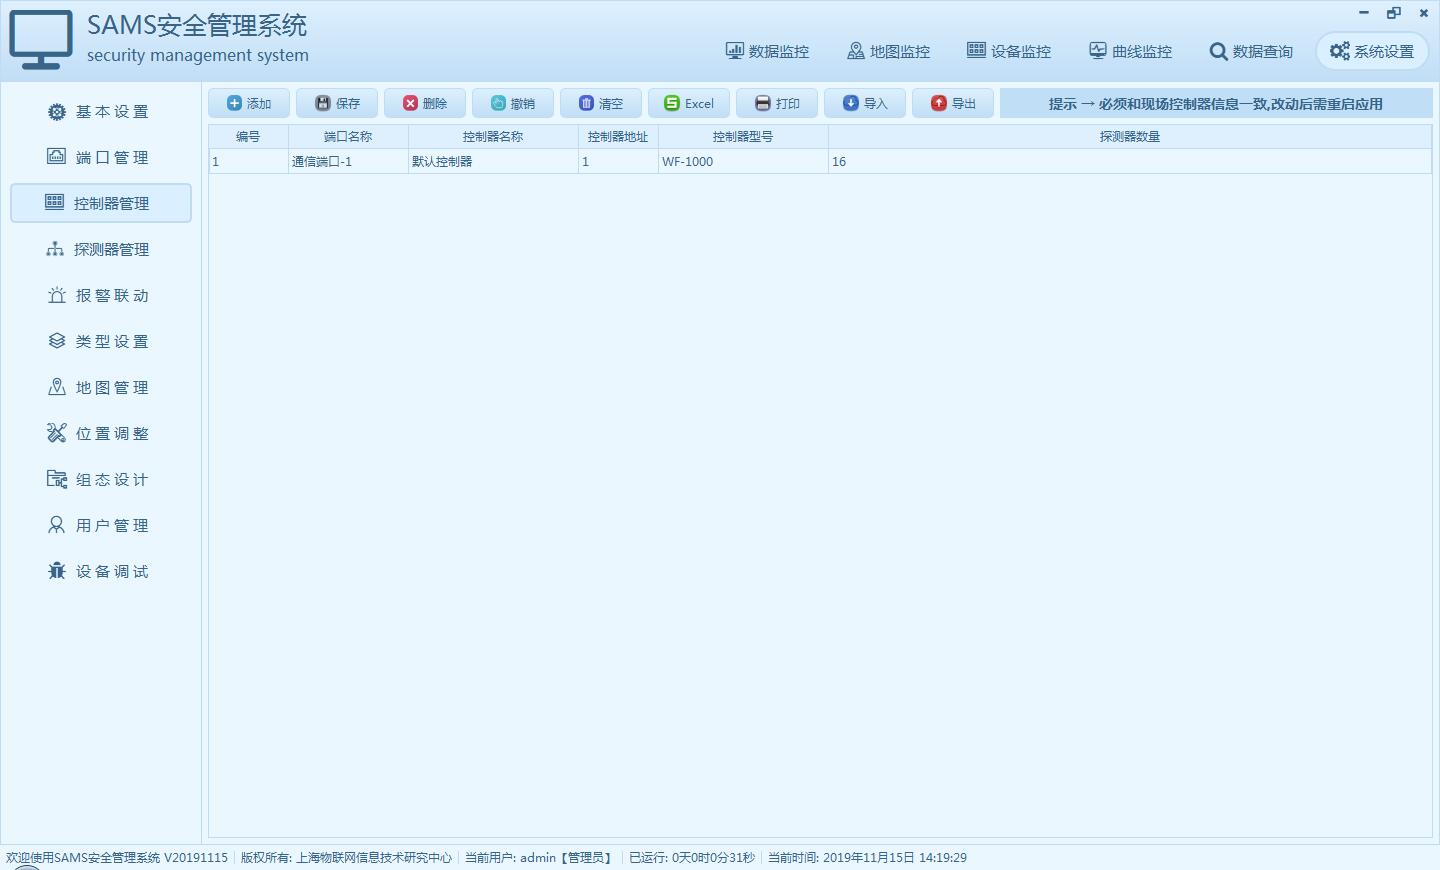 SAMS安全管理系统
security management system
数据监控
地图监控
设备监控
曲线监控
数据查询
系统设置
基本设置
端口管理
控制器管理
探测器管理
报警联动
类型设置
地图管理
位置调整
组态设计
用户管理
设备调试
添加
保存
删除
撤销
清空
Excel
打印
导入
导出
提示 → 必须和现场控制器信息一致,改动后需重启应用
编号 端口名称 控制器名称 控制器地址 控制器型号 探测器数量
1 通信端口-1 默认控制器 1 WF-1000 16
欢迎使用SAMS安全管理系统 V20191115 版权所有: 上海物联网信息技术研究中心 当前用户: admin【管理员】 已运行: 0天0时0分31秒 当前时间: 2019年11月15日 14:19:29